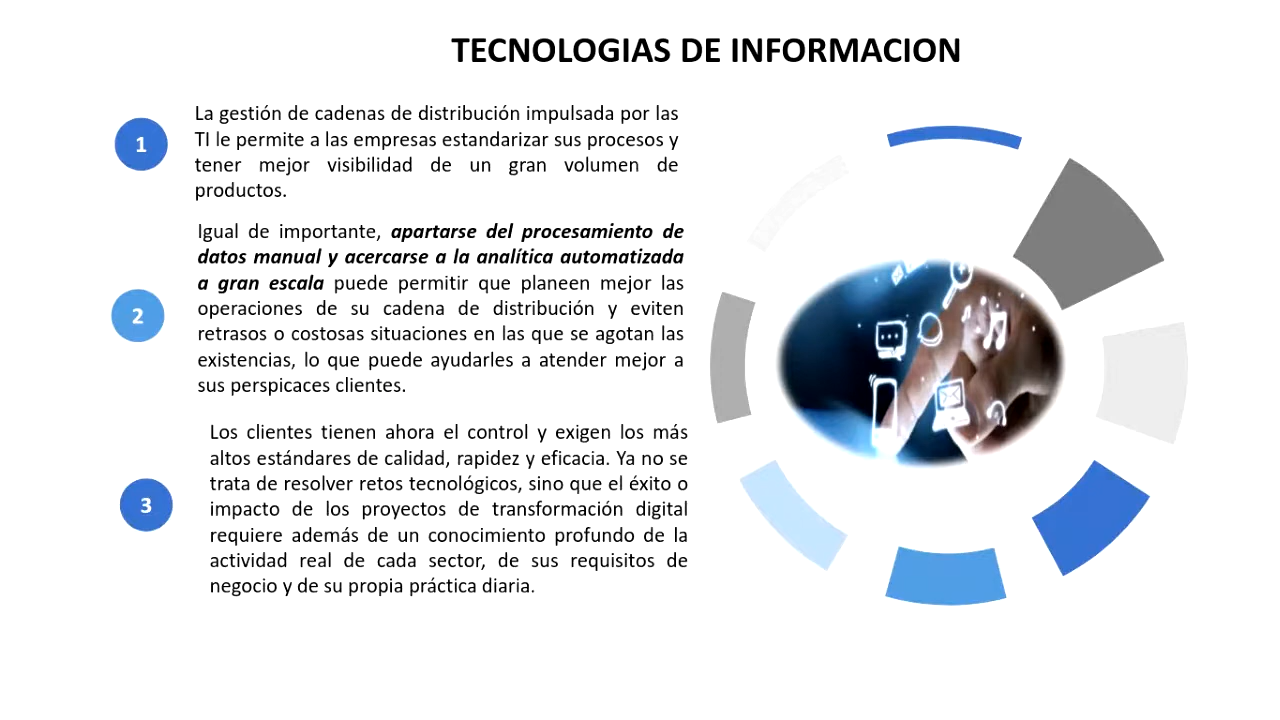 TECNOLOGIAS DE INFORMACION
1
La gestión de cadenas de distribución impulsada por las
TI le permite a las empresas estandarizar sus procesos y
tener mejor visibilidad de un gran volumen de
productos.
2
Igual de importante, apartarse del procesamiento de
datos manual y acercarse a la analítica automatizada
a gran escala puede permitir que planeen mejor las
operaciones de su cadena de distribución y eviten
retrasos o costosas situaciones en las que se agotan las
existencias, lo que puede ayudarles a atender mejor a
sus perspicaces clientes.
3
Los clientes tienen ahora el control y exigen los más
altos estándares de calidad, rapidez y eficacia. Ya no se
trata de resolver retos tecnológicos, sino que el éxito o
impacto de los proyectos de transformación digital
requiere además de un conocimiento profundo de la
actividad real de cada sector, de sus requisitos de
negocio y de su propia práctica diaria.